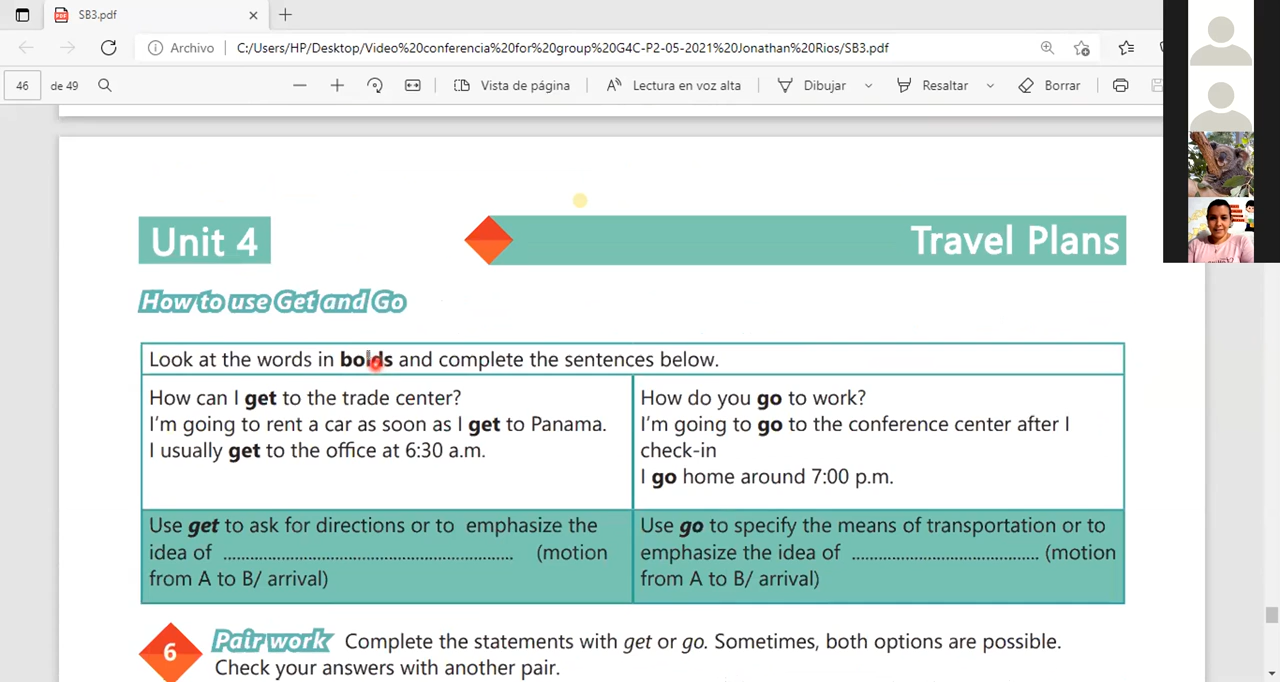 SB3.pdf
Archivo
C:/Users/HP/Desktop/Video%20conferencia%20for%20group%20G4C-P2-05-2021%20Jonathan%20Rios/SB3.pdf
46 de 49
Vista de página
Lectura en voz alta
Dibujar
Resaltar
Borrar
Unit 4
Travel Plans
How to use Get and Go
Look at the words in bolds and complete the sentences below.
How can I get to the trade center?
I'm going to rent a car as soon as I get to Panama.
I usually get to the office at 6:30 a.m.
How do you go to work?
I'm going to go to the conference center after I
check-in
I go home around 7:00 p.m.
Use get to ask for directions or to emphasize the
idea of ................................................................ (motion
from A to B/ arrival)
Use go to specify the means of transportation or to
emphasize the idea of ......................................... (motion
from A to B/ arrival)
6
Pair work Complete the statements with get or go. Sometimes, both options are possible.
Check your answers with another pair.